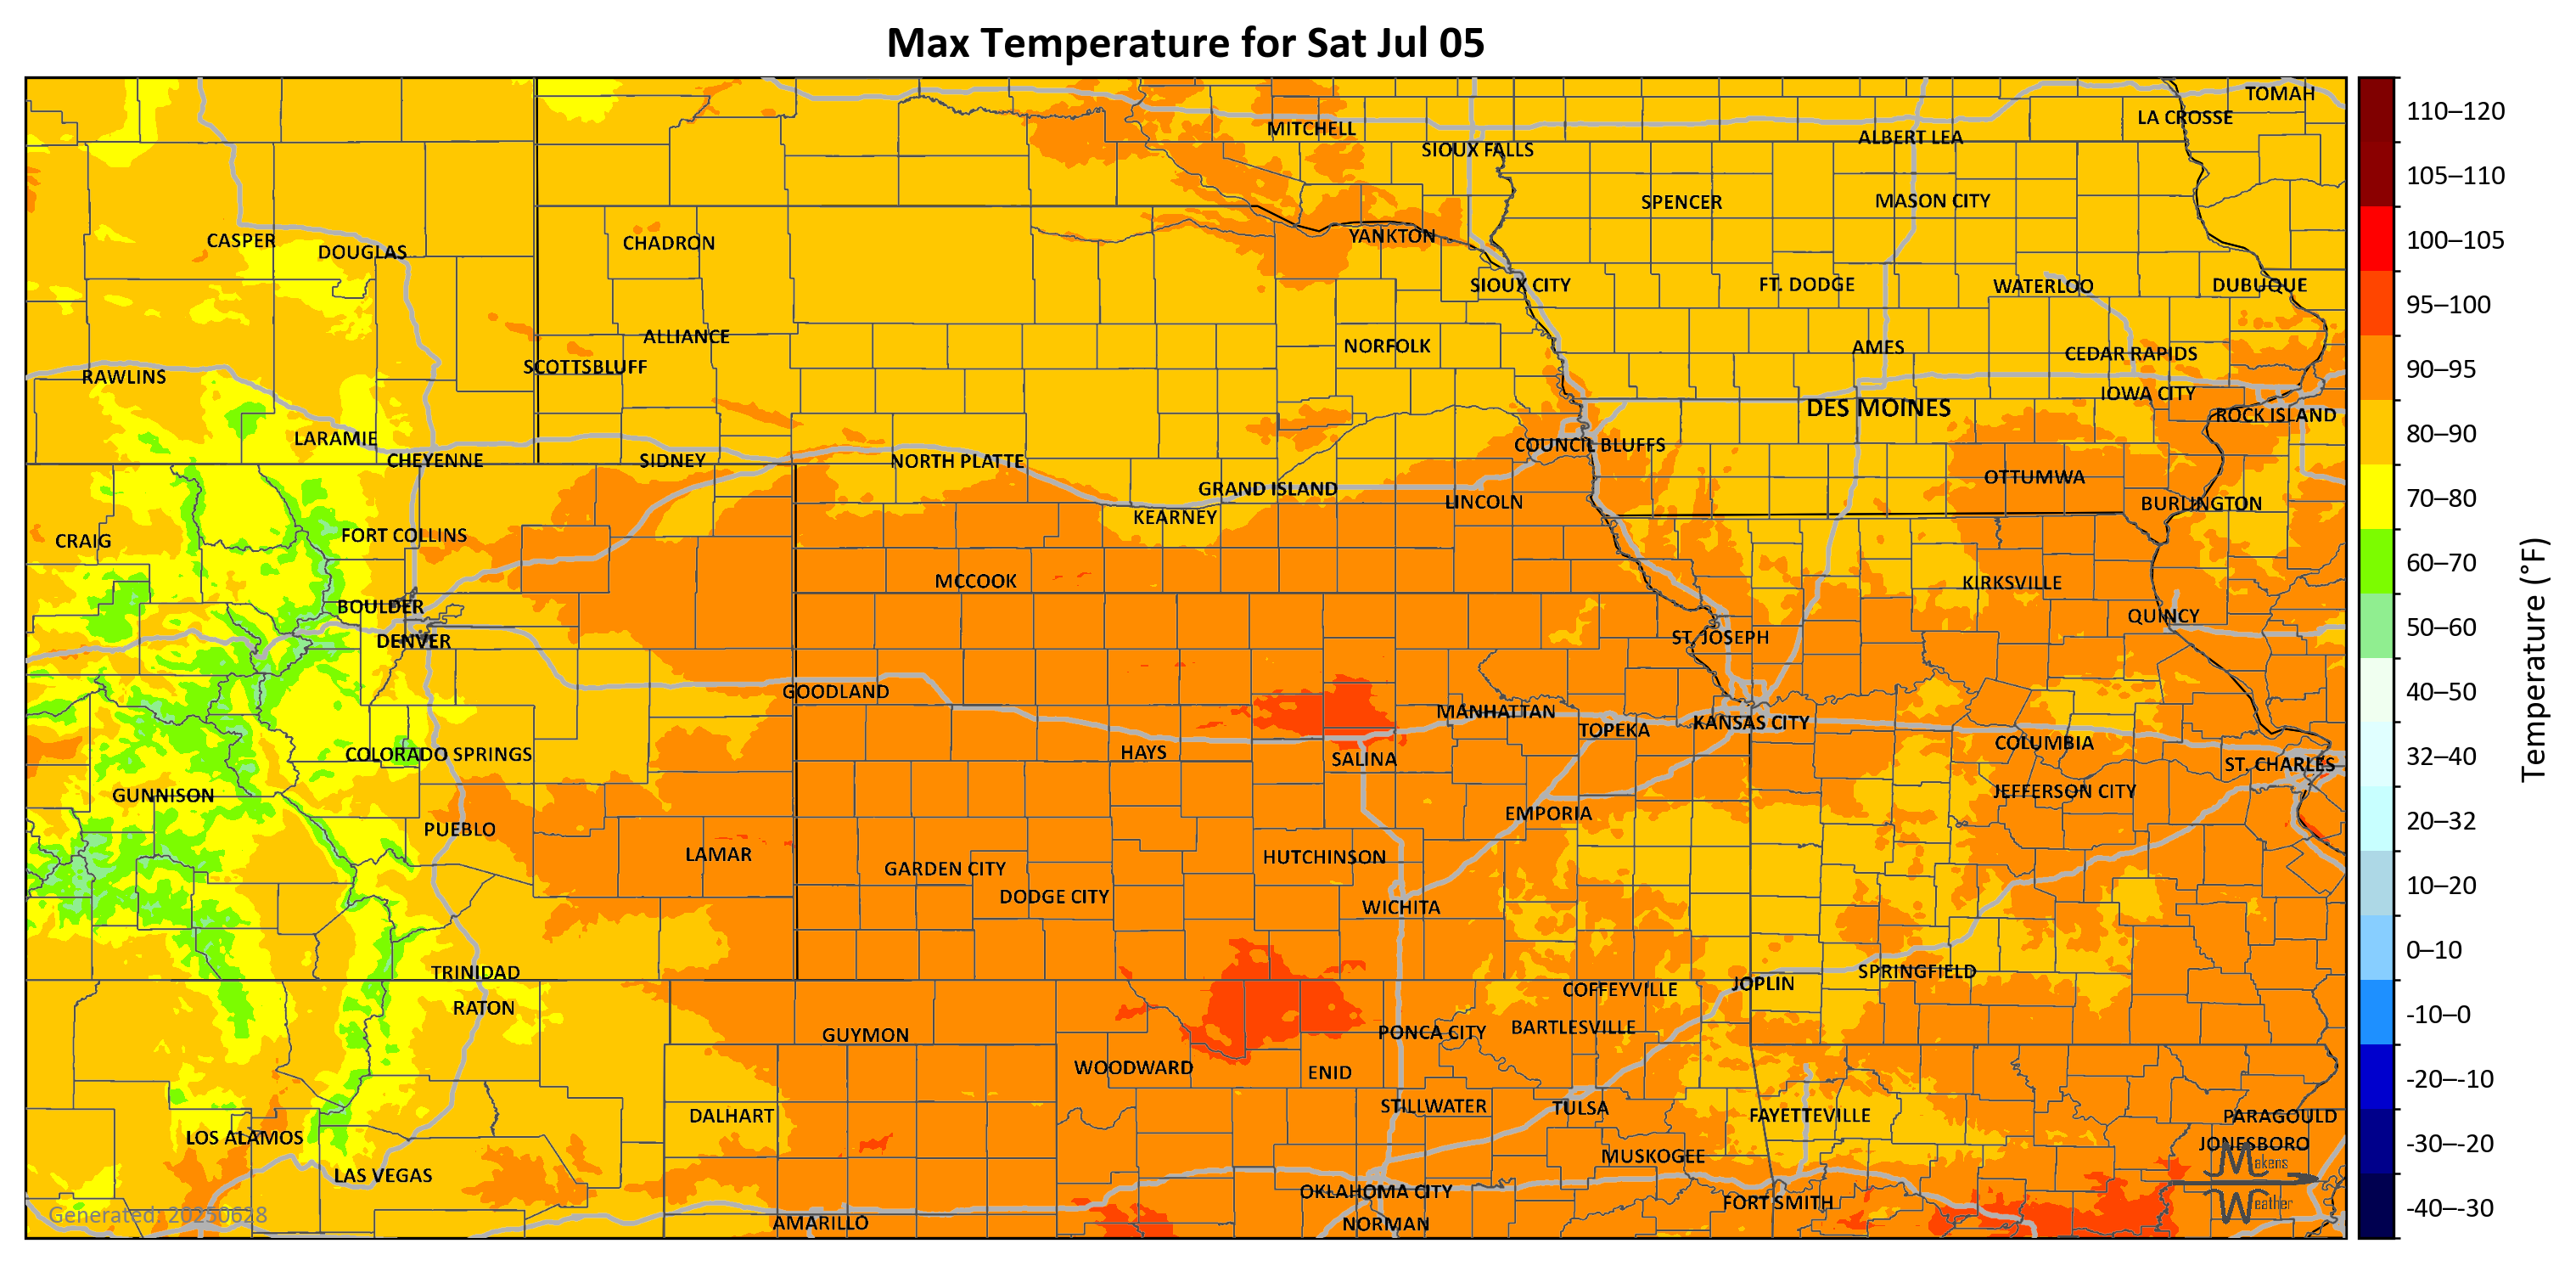 Max Temperature for Sat Jul 05
TOMAH
LA CROSSE
MITCHELL
ALBERT LEA
SIOUX FALLS
SPENCER
MASON CITY
CASPER
DOUGLAS
CHADRON
YANKTON
SIOUX CITY
FT. DODGE
WATERLOO
DUBUQUE
ALLIANCE
NORFOLK
AMES
CEDAR RAPIDS
SCOTTSBLUFF
RAWLINS
IOWA CITY
DES MOINES
ROCK ISLAND
LARAMIE
COUNCIL BLUFFS
CHEYENNE
SIDNEY
NORTH PLATTE
OTTUMWA
GRAND ISLAND
LINCOLN
BURLINGTON
KEARNEY
FORT COLLINS
CRAIG
MCCOOK
KIRKSVILLE
BOULDER
QUINCY
DENVER
ST. JOSEPH
GOODLAND
MANHATTAN
KANSAS CITY
TOPEKA
COLUMBIA
HAYS
COLORADO SPRINGS
SALINA
ST. CHARLES
GUNNISON
JEFFERSON CITY
EMPORIA
PUEBLO
LAMAR
HUTCHINSON
GARDEN CITY
DODGE CITY
WICHITA
TRINIDAD
SPRINGFIELD
JOPLIN
COFFEYVILLE
RATON
BARTLESVILLE
PONCA CITY
GUYMON
WOODWARD
ENID
STILLWATER
TULSA
DALHART
FAYETTEVILLE
PARAGOULD
LOS ALAMOS
JONESBORO
MUSKOGEE
LAS VEGAS
OKLAHOMA CITY
FORT SMITH
AMARILLO
NORMAN
Makens
Weather
Generated: 20250628
110–120
105–110
100–105
95–100
90–95
80–90
70–80
60–70
50–60
40–50
32–40
20–32
10–20
0–10
-10–0
-20–-10
-30–-20
-40–-30
Temperature (°F)